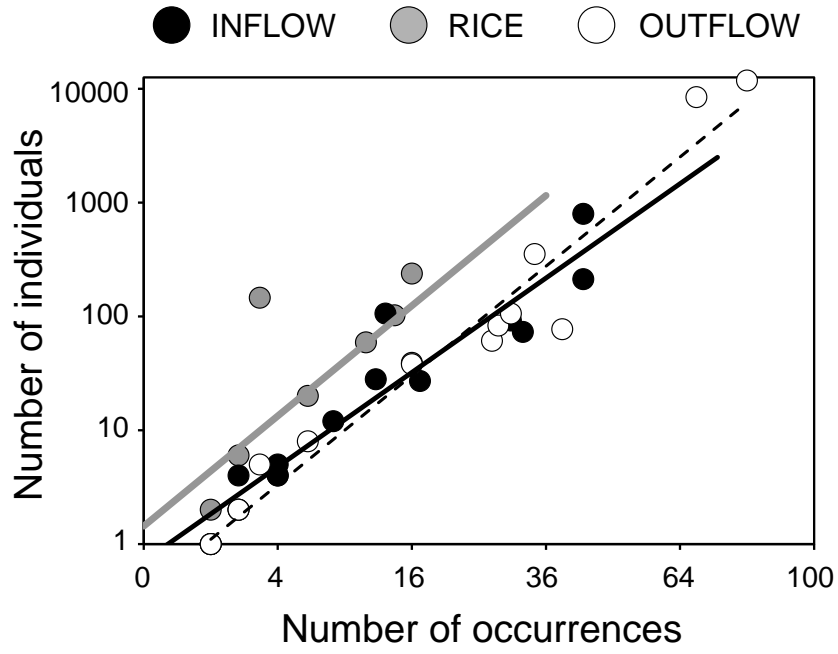 INFLOW RICE OUTFLOW
Number of individuals
10000
1000
100
10
1
0 4 16 36 64 100
Number of occurrences